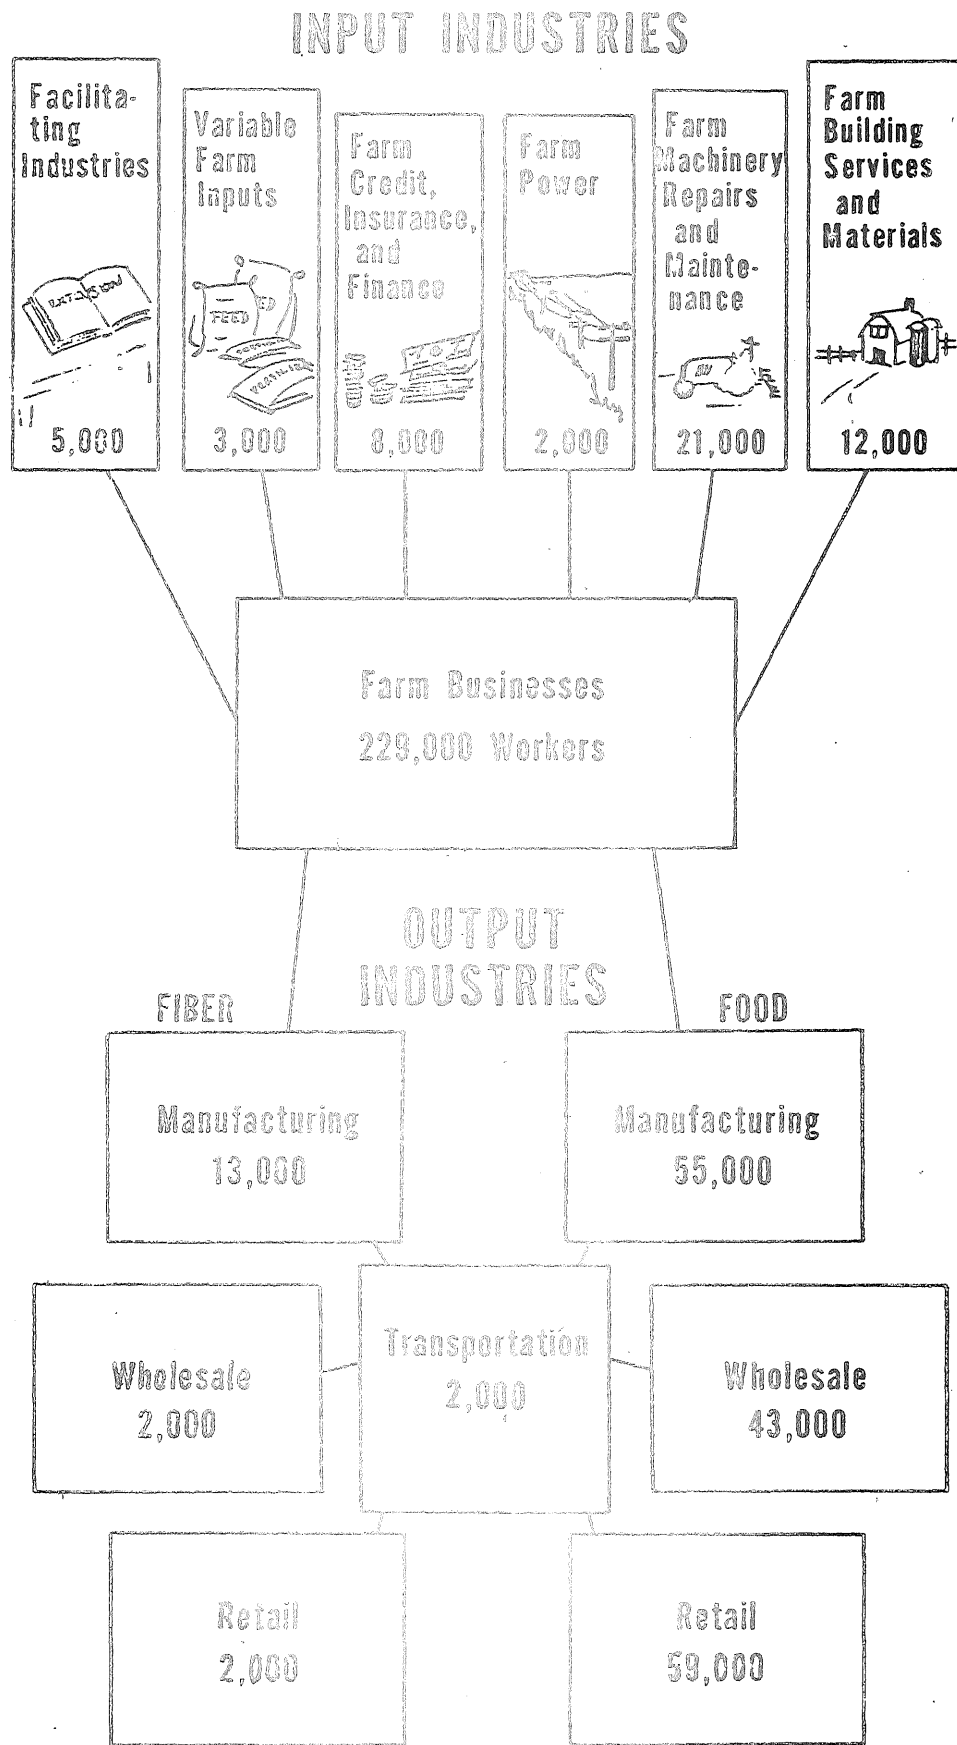 INPUT INDUSTRIES
Facilita-
ting
Industries
EXTENSION
5,000
Variable
Farm
Inputs
FEED
3,000
Farm
Credit,
Insurance,
and
Finance
8,000
Farm
Power
2,000
Farm
Machinery
Repairs
and
Mainte-
nance
21,000
Farm
Building
Services
and
Materials
12,000
Farm Businesses
229,000 Workers
OUTPUT
INDUSTRIES
FIBER
FOOD
Manufacturing
13,000
Manufacturing
55,000
Transportation
2,000
Wholesale
2,000
Wholesale
43,000
Retail
2,000
Retail
59,000